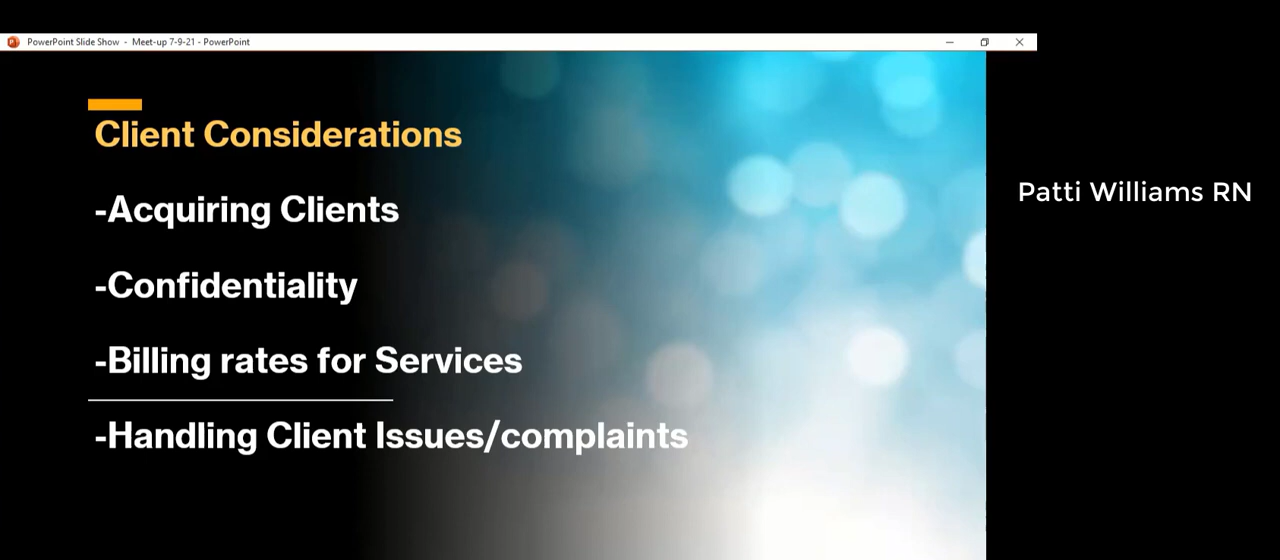 PowerPoint Slide Show - Meet-up 7-9-21 - PowerPoint
Client Considerations
-Acquiring Clients
-Confidentiality
-Billing rates for Services
-Handling Client Issues/complaints
Patti Williams RN